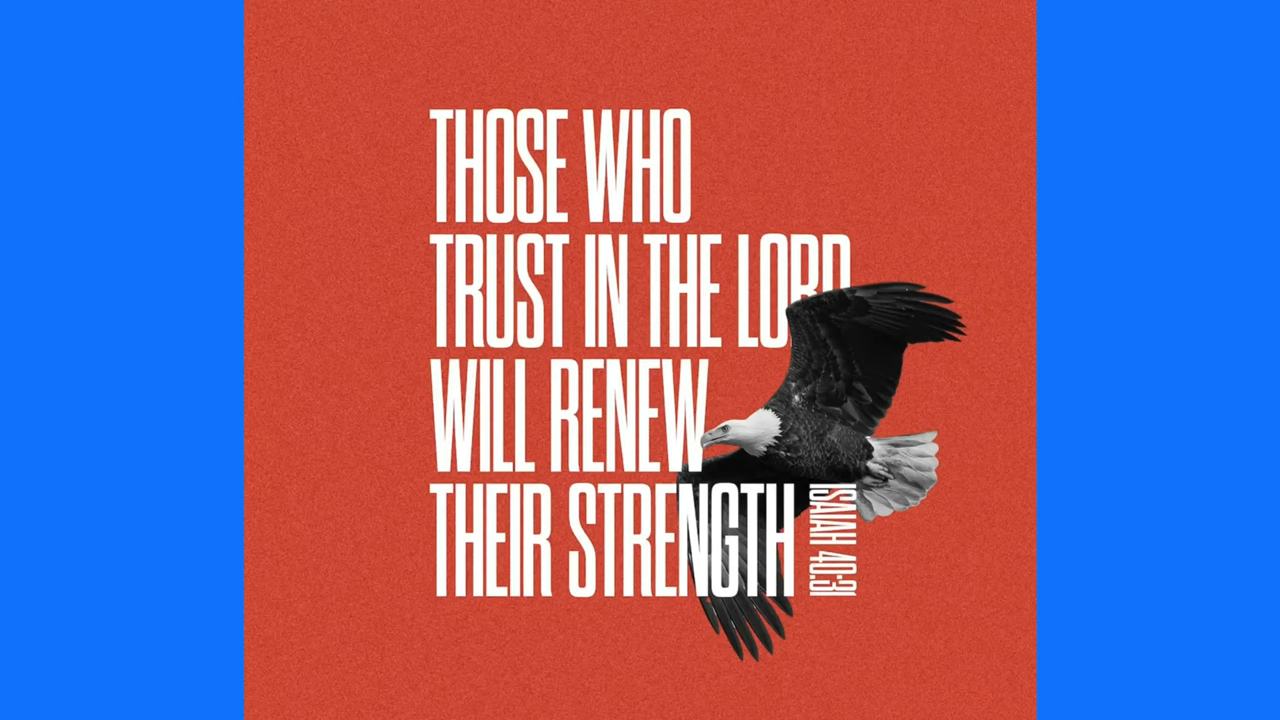 THOSE WHO
TRUST IN THE LORD
WILL RENEW
THEIR STRENGTH
ISAIAH 40:31